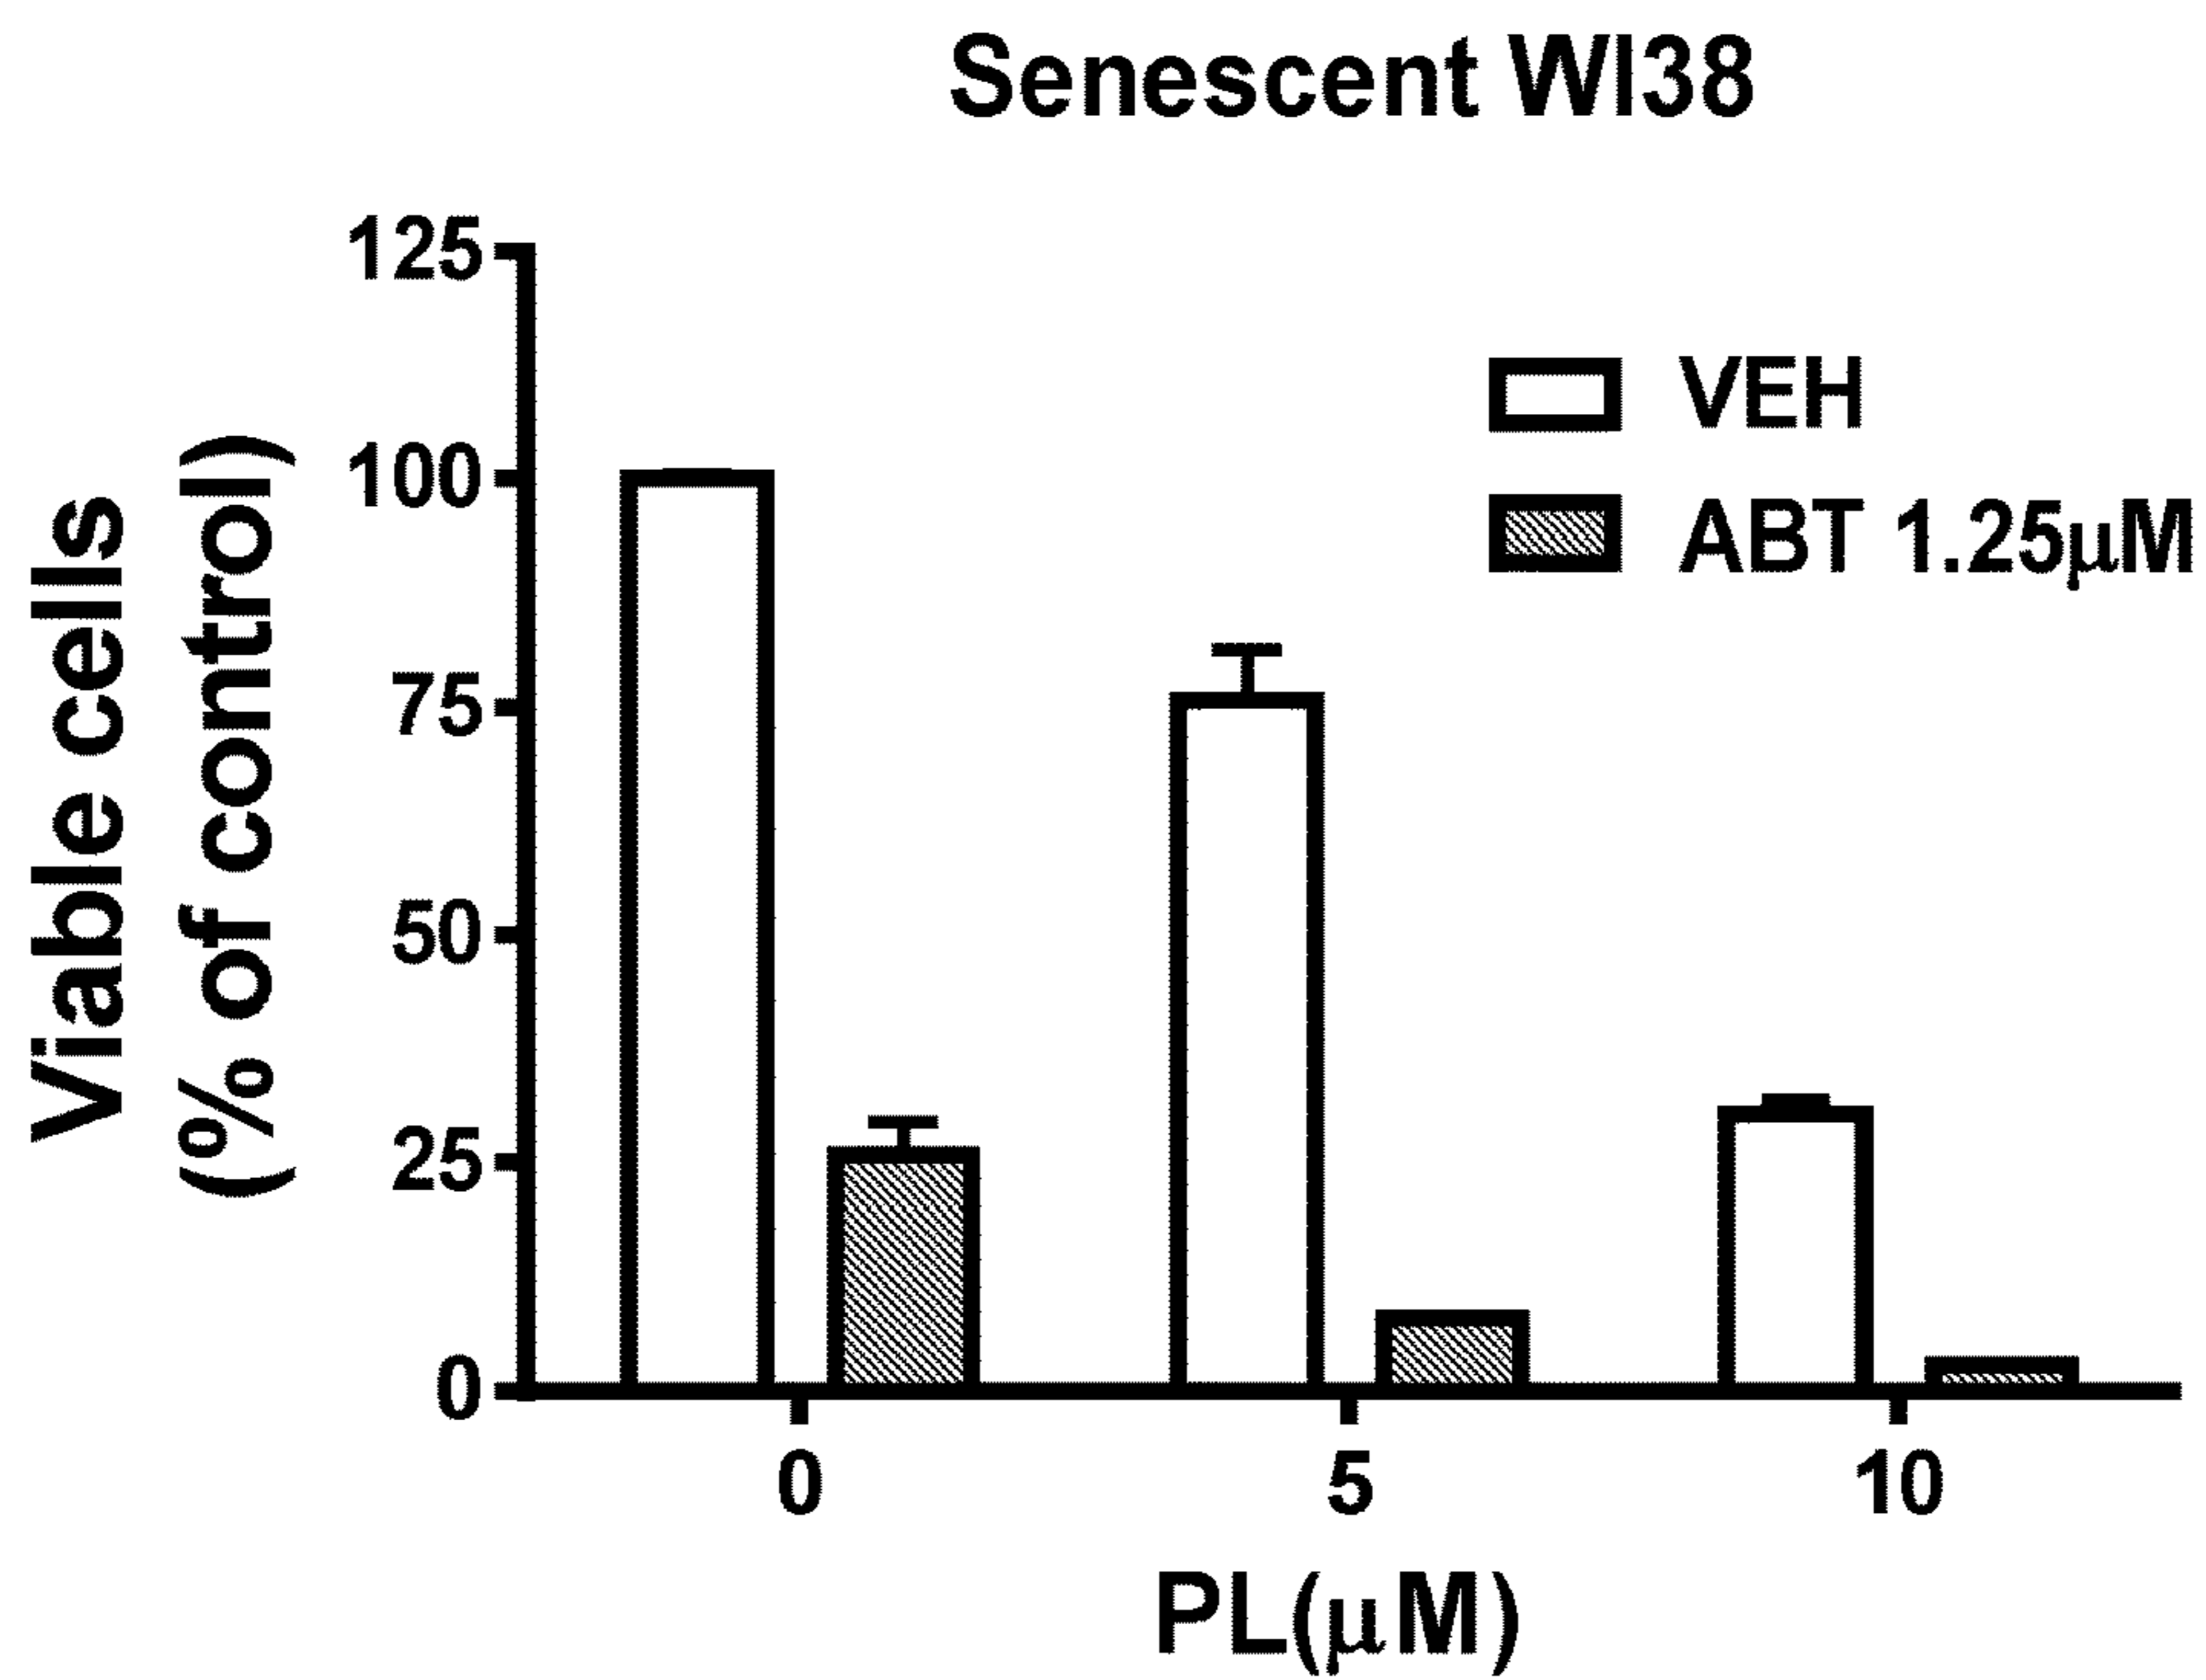 Senescent WI38
Viable cells
(% of control)
125
100
75
50
25
0
VEH
ABT 1.25μM
0 5 10
PL(μM)